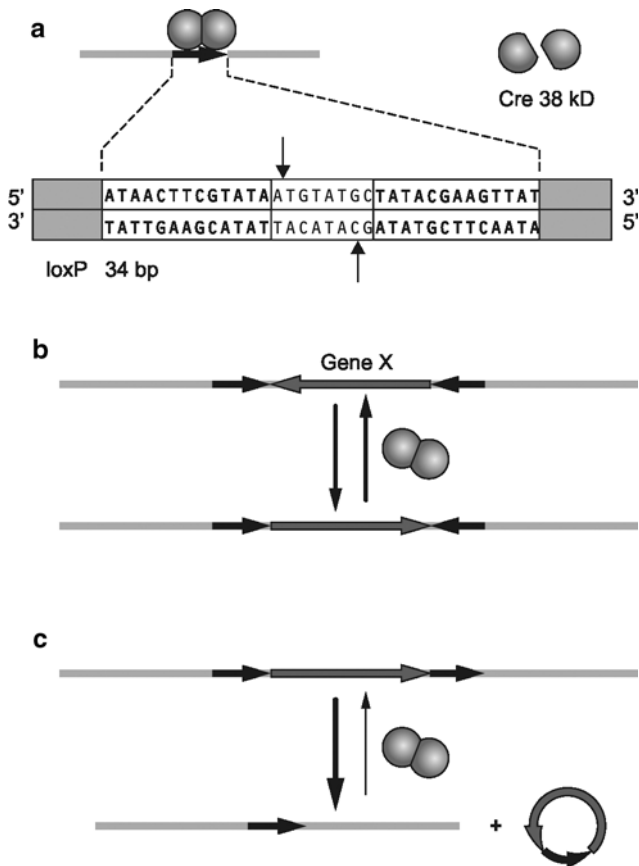 a
Cre 38 kD
5’ ATAACTTCGTATA ATGTATGC TATACGAAGTTAT 3’
3’ TATTGAAGCATAT TACATACG ATATGCTTCAATA 5’
loxP 34 bp
b
Gene X
c
+